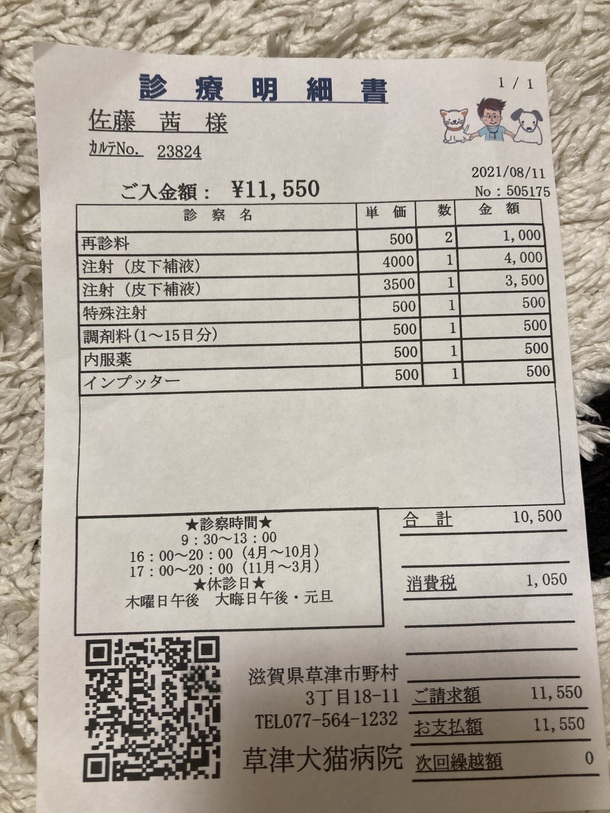 診療明細書
1 / 1
佐藤 茜 様
ｶﾙﾃNo. 23824
2021/08/11
ご入金額： ¥11,550
No：505175
診 察 名 単 価 数 金 額
再診料 500 2 1,000
注射（皮下補液） 4000 1 4,000
注射（皮下補液） 3500 1 3,500
特殊注射 500 1 500
調剤料(1～15日分) 500 1 500
内服薬 500 1 500
インプッター 500 1 500
合 計 10,500
★診察時間★
9：30～13：00
16：00～20：00（4月～10月）
17：00～20：00（11月～3月）
★休診日★
木曜日午後 大晦日午後・元旦
消費税 1,050
滋賀県草津市野村
3丁目18-11
TEL077-564-1232
草津犬猫病院
ご請求額 11,550
お支払額 11,550
次回繰越額 0